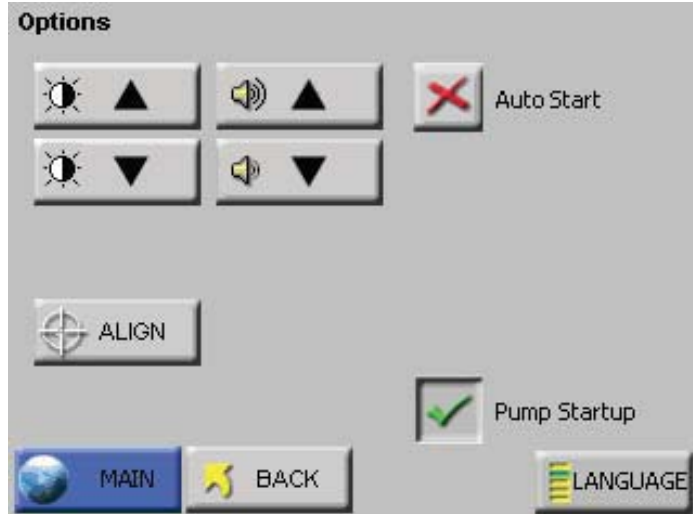 Options
Auto Start
ALIGN
Pump Startup
MAIN
BACK
LANGUAGE